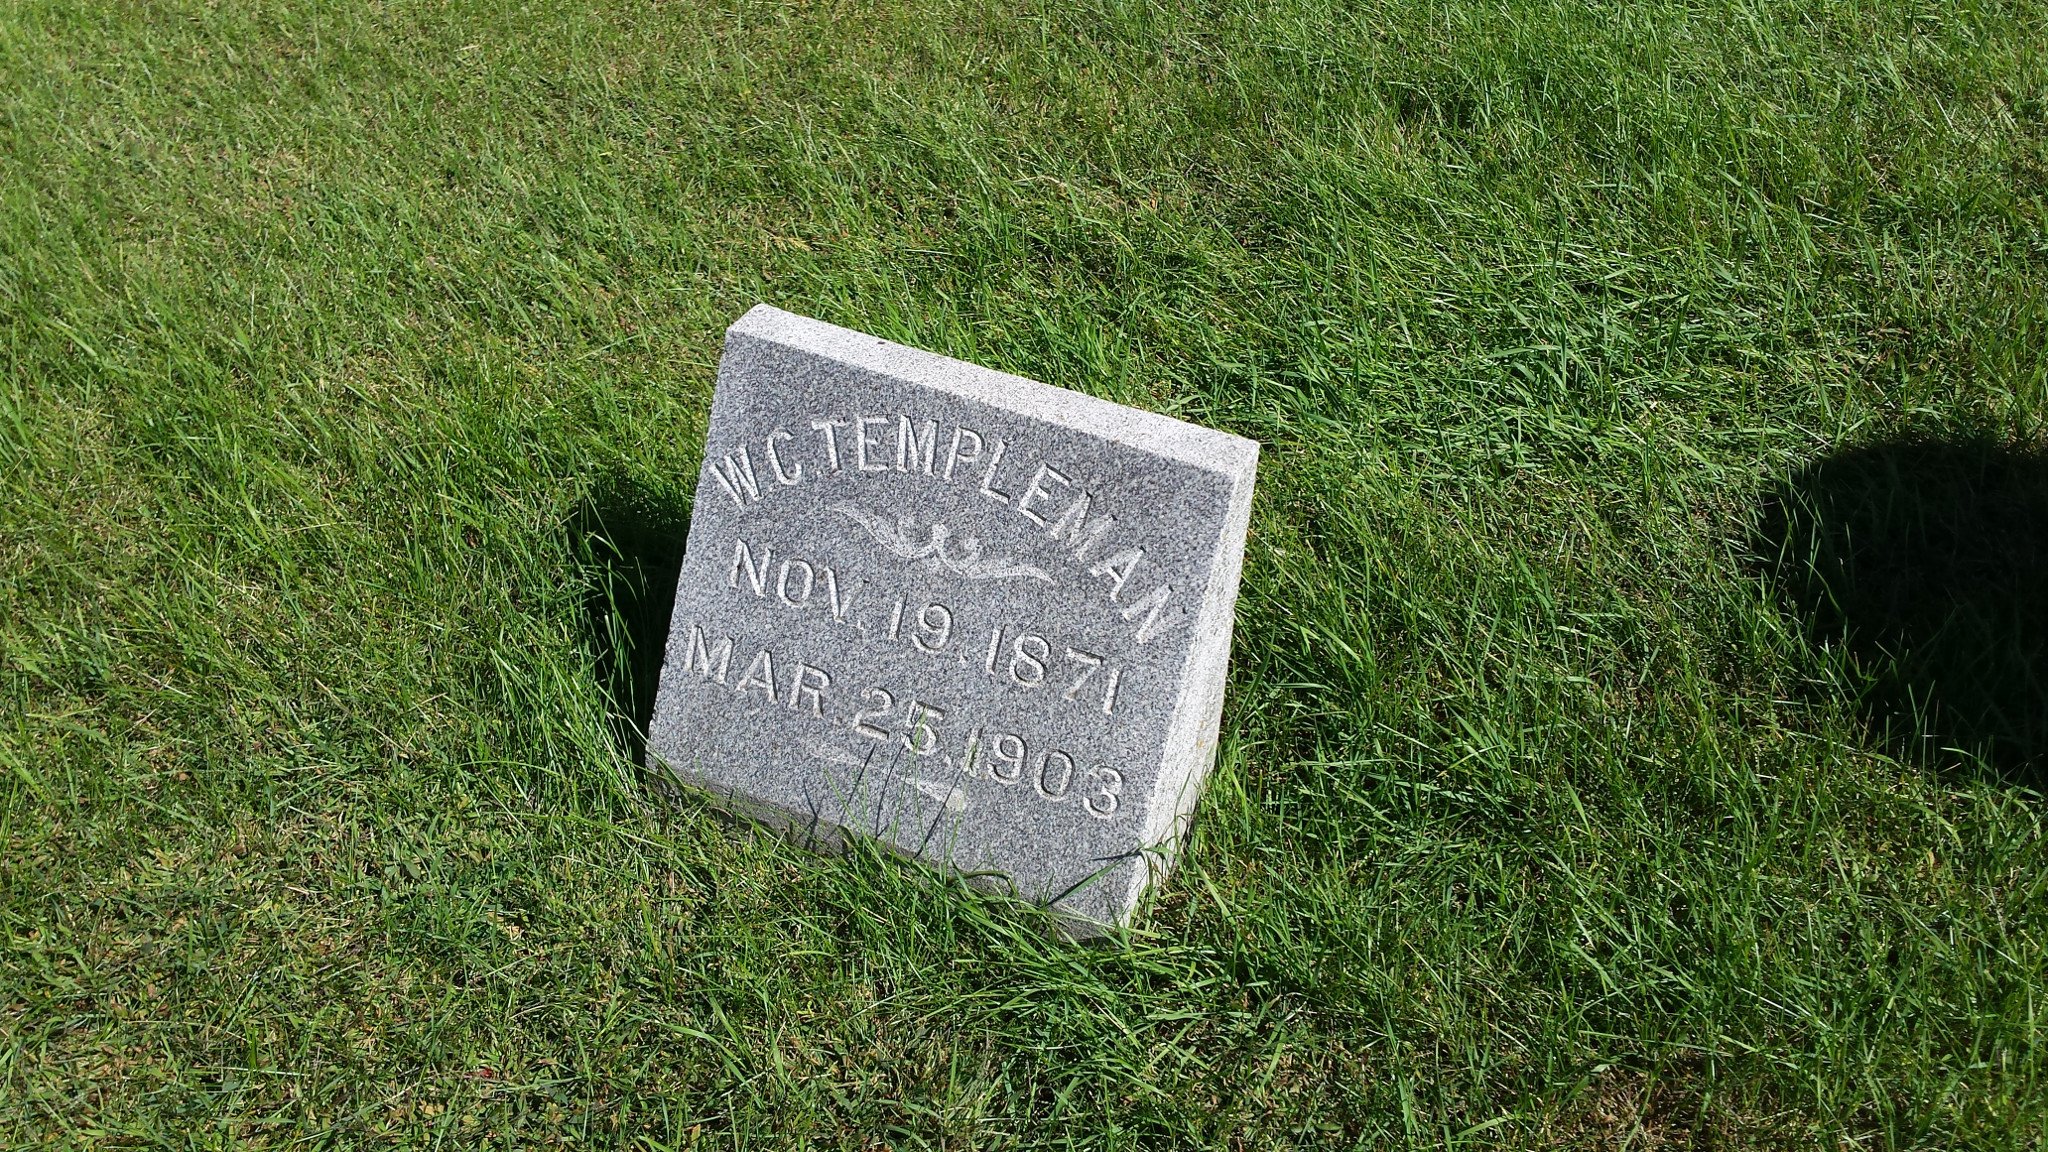 W C TEMPLEMAN
NOV. 19. 1871
MAR. 25. 1903